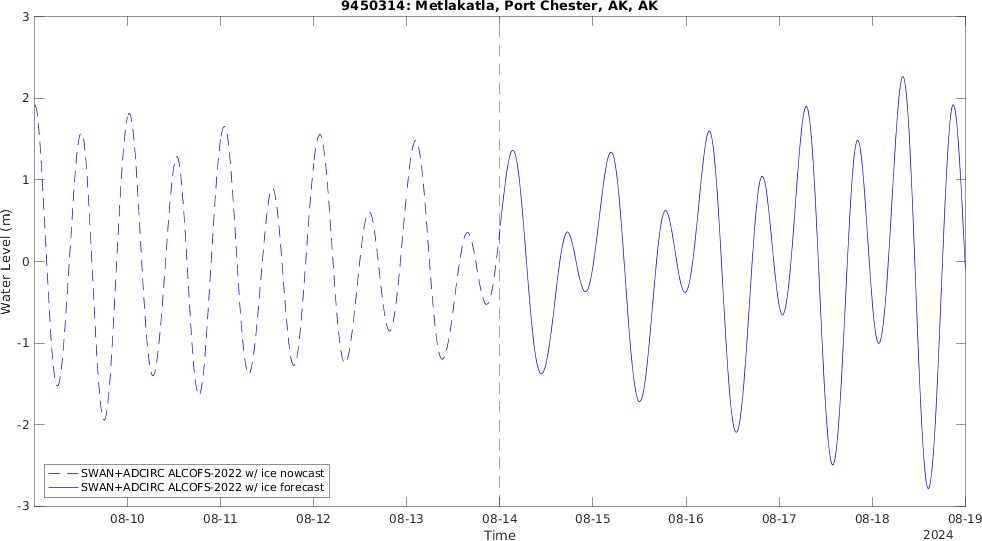 9450314: Metlakatla, Port Chester, AK, AK
3
2
1
0
-1
-2
-3
Water Level (m)
SWAN+ADCIRC ALCOFS-2022 w/ ice nowcast
SWAN+ADCIRC ALCOFS-2022 w/ ice forecast
08-10 08-11 08-12 08-13 08-14 08-15 08-16 08-17 08-18 08-19
Time
2024